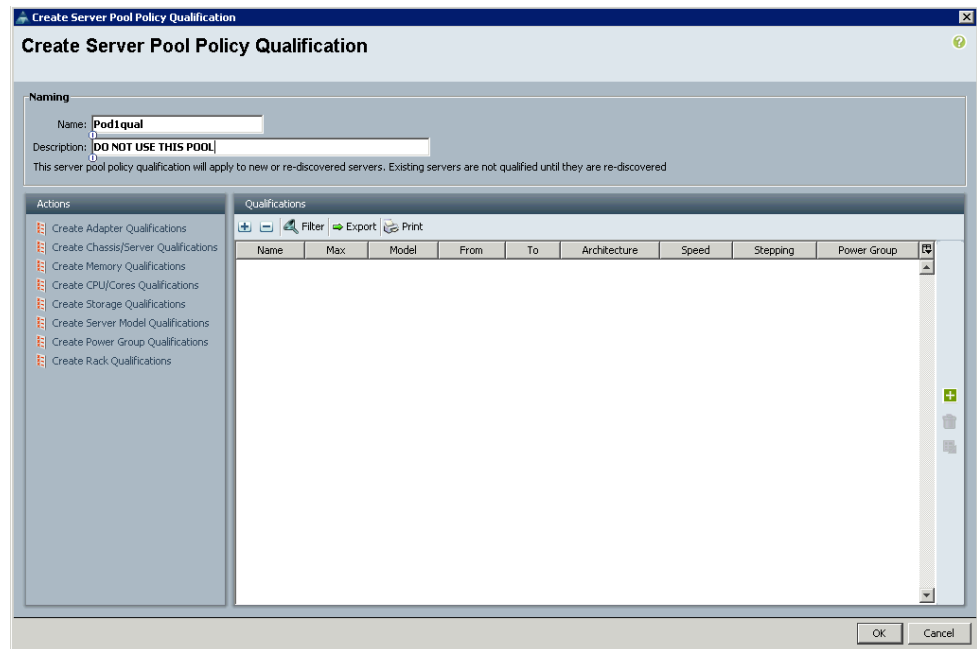 Create Server Pool Policy Qualification
Create Server Pool Policy Qualification
Naming
Name: Pod1qual
Description: DO NOT USE THIS POOL
This server pool policy qualification will apply to new or re-discovered servers. Existing servers are not qualified until they are re-discovered
Actions
Create Adapter Qualifications
Create Chassis/Server Qualifications
Create Memory Qualifications
Create CPU/Cores Qualifications
Create Storage Qualifications
Create Server Model Qualifications
Create Power Group Qualifications
Create Rack Qualifications
Qualifications
Filter Export Print
Name Max Model From To Architecture Speed Stepping Power Group
OK Cancel